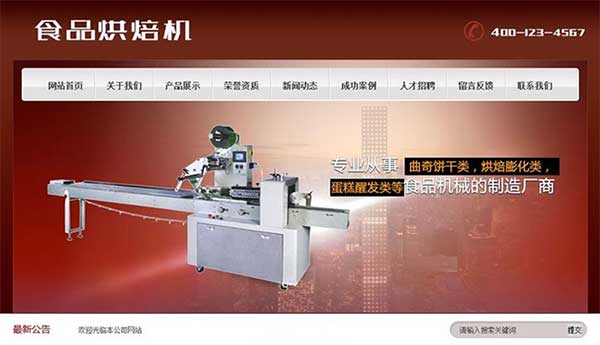 食品烘焙机
400-123-4567
网站首页 关于我们 产品展示 荣誉资质 新闻动态 成功案例 人才招聘 留言反馈 联系我们
专业从事 曲奇饼干类，烘焙膨化类，
蛋糕醒发类等食品机械的制造厂商
最新公告 欢迎光临本公司网站 请输入搜索关键词 提交